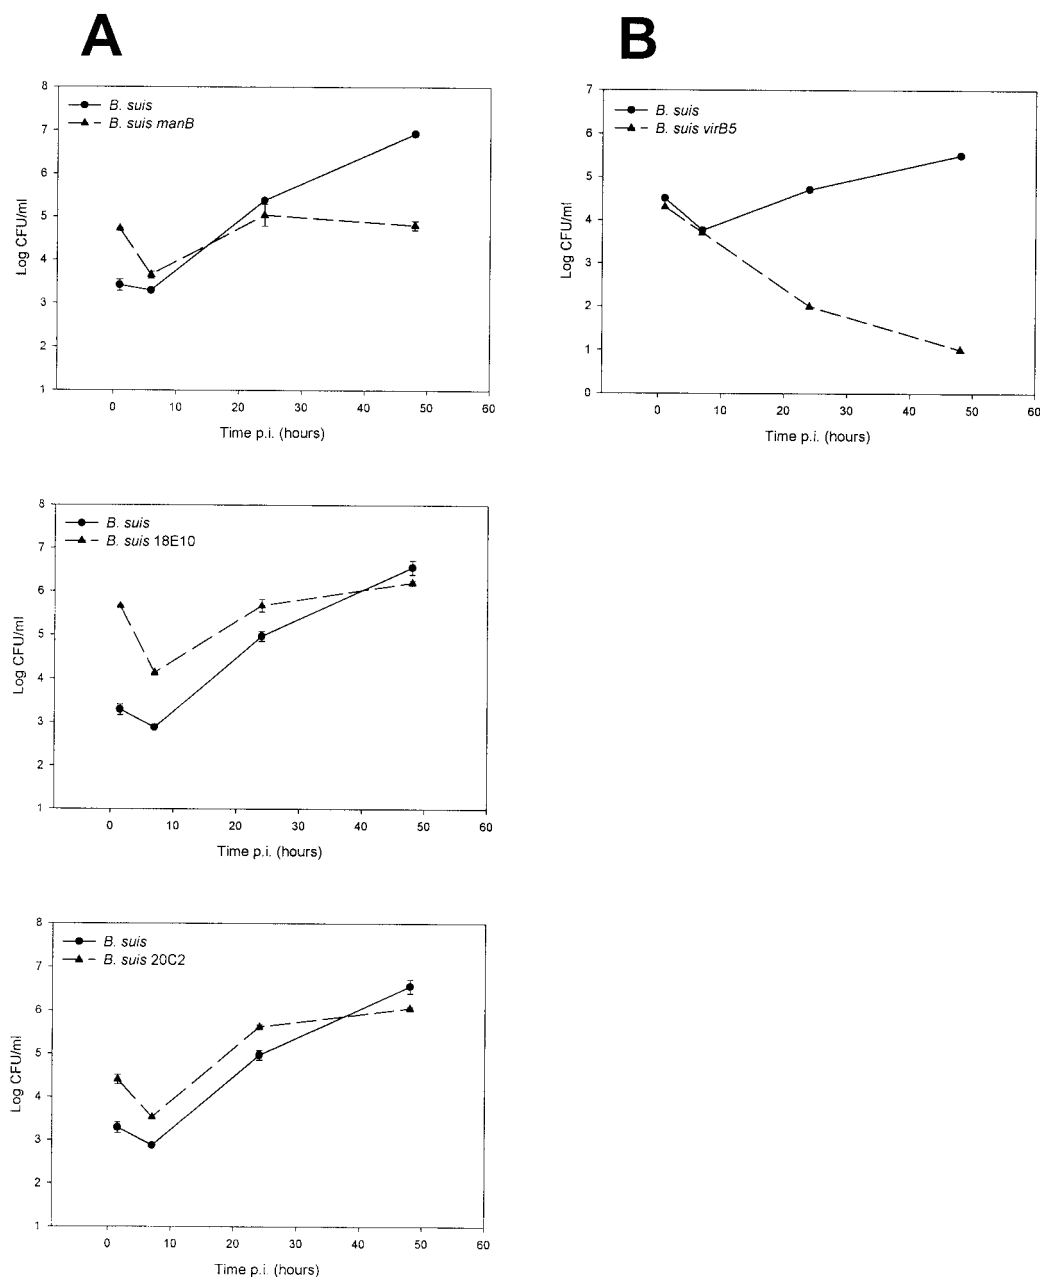 A
8
7
6
5
4
3
2
1
Log CFU/ml
B. suis
B. suis manB
0 10 20 30 40 50 60
Time p.i. (hours)
B
7
6
5
4
3
2
1
0
Log CFU/ml
B. suis
B. suis virB5
0 10 20 30 40 50 60
Time p.i. (hours)
8
7
6
5
4
3
2
1
Log CFU/ml
B. suis
B. suis 18E10
0 10 20 30 40 50 60
Time p.i. (hours)
8
7
6
5
4
3
2
1
Log CFU/ml
B. suis
B. suis 20C2
0 10 20 30 40 50 60
Time p.i. (hours)